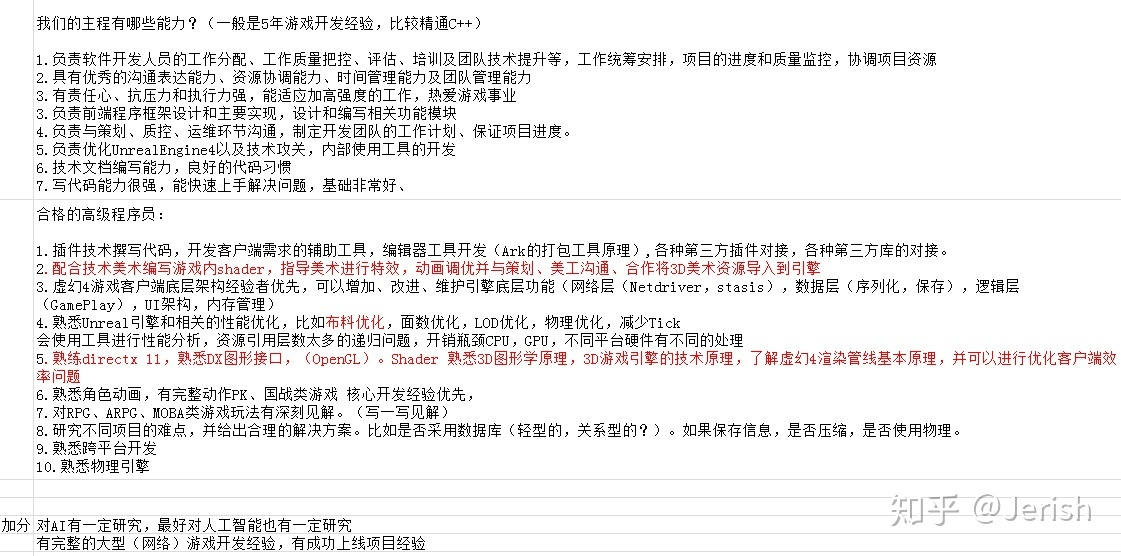 我们的主程有哪些能力？（一般是5年游戏开发经验，比较精通C++）
1.负责软件开发人员的工作分配、工作质量把控、评估、培训及团队技术提升等，工作统筹安排，项目的进度和质量监控，协调项目资源
2.具有优秀的沟通表达能力、资源协调能力、时间管理能力及团队管理能力
3.有责任心、抗压力和执行力强，能适应加高强度的工作，热爱游戏事业
3.负责前端程序框架设计和主要实现，设计和编写相关功能模块
4.负责与策划、质控、运维环节沟通，制定开发团队的工作计划、保证项目进度。
5.负责优化UnrealEngine4以及技术攻关，内部使用工具的开发
6.技术文档编写能力，良好的代码习惯
7.写代码能力很强，能快速上手解决问题，基础非常好、
合格的高级程序员：
1.插件技术撰写代码，开发客户端需求的辅助工具，编辑器工具开发（Ark的打包工具原理）,各种第三方插件对接，各种第三方库的对接。
2.配合技术美术编写游戏内shader，指导美术进行特效，动画调优并与策划、美工沟通、合作将3D美术资源导入到引擎
3.虚幻4游戏客户端底层架构经验者优先，可以增加、改进、维护引擎底层功能（网络层（Netdriver，stasis），数据层（序列化，保存），逻辑层
（GamePlay），UI架构，内存管理）
4.熟悉Unreal引擎和相关的性能优化，比如布料优化，面数优化，LOD优化，物理优化，减少Tick
会使用工具进行性能分析，资源引用层数太多的递归问题，开销瓶颈CPU，GPU，不同平台硬件有不同的处理
5.熟练directx 11，熟悉DX图形接口，（OpenGL）。Shader 熟悉3D图形学原理，3D游戏引擎的技术原理，了解虚幻4渲染管线基本原理，并可以进行优化客户端效
率问题
6.熟悉角色动画，有完整动作PK、国战类游戏 核心开发经验优先，
7.对RPG、ARPG、MOBA类游戏玩法有深刻见解。（写一写见解）
8.研究不同项目的难点，并给出合理的解决方案。比如是否采用数据库（轻型的，关系型的？）。如果保存信息，是否压缩，是否使用物理。
9.熟悉跨平台开发
10.熟悉物理引擎
加分 对AI有一定研究，最好对人工智能也有一定研究
有完整的大型（网络）游戏开发经验，有成功上线项目经验
知乎 @Jerish